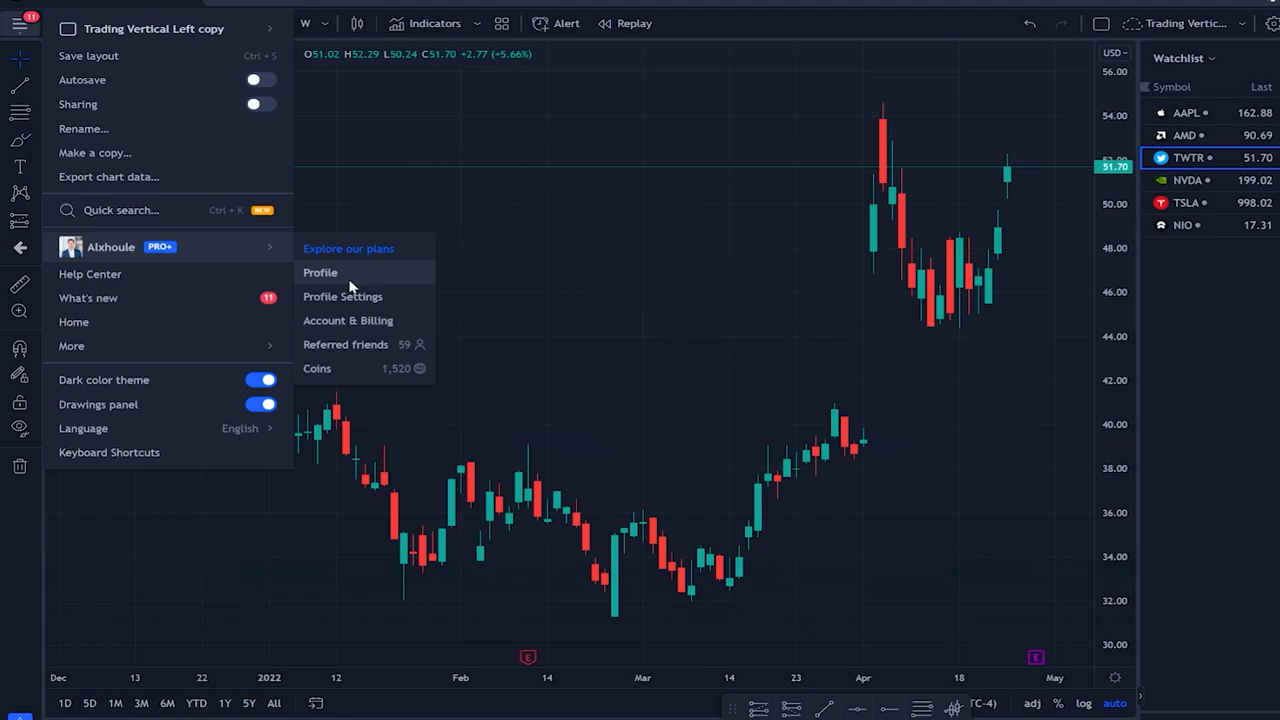 11
Trading Vertical Left copy
Save layout Ctrl + S
Autosave
Sharing
Rename...
Make a copy...
Export chart data...
Quick search... Ctrl + K NEW
Alxhoule PRO+
Help Center
What's new 11
Home
More
Dark color theme
Drawings panel
Language English
Keyboard Shortcuts
Explore our plans
Profile
Profile Settings
Account & Billing
Referred friends 59
Coins 1,520
W Indicators Alert Replay Trading Vertic...
O51.02 H52.29 L50.24 C51.70 +2.77 (+5.66%)
USD
56.00
54.00
51.70
50.00
48.00
46.00
44.00
42.00
40.00
38.00
36.00
34.00
32.00
30.00
E E
Dec 13 22 2022 12 Feb 14 Mar 14 23 Apr 18 May
1D 5D 1M 3M 6M YTD 1Y 5Y All
TC-4) adj % log auto
Watchlist
Symbol Last
AAPL 162.88
AMD 90.69
TWTR 51.70
NVDA 199.02
TSLA 998.02
NIO 17.31